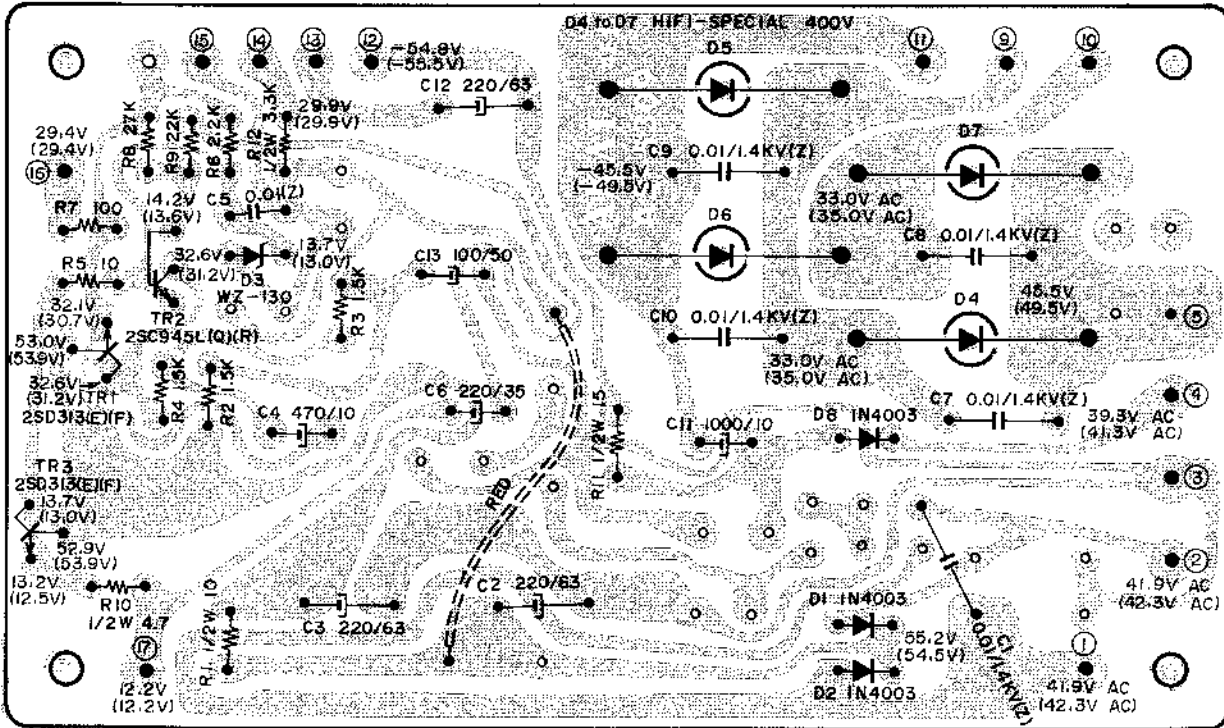 D4 to D7 HIFI-SPECIAL 400V
15
14
13
12
-54.8V
(-55.5V)
11
9
10
D5
C12 220/63
R8 27K
R9 22K
R6 2.2K
R12 1/2W 3.3K
29.9V
(29.9V)
29.4V
(29.4V)
16
D7
C9 0.01/1.4KV(Z)
-45.5V
(-49.5V)
33.0V AC
(35.0V AC)
R7 100
14.2V
(13.6V)
C5 0.01(Z)
D6
C8 0.01/1.4KV(Z)
R5 10
32.6V
(31.2V)
13.7V
(13.0V)
D3
WZ-130
C13 100/50
R3 1.5K
D4
45.5V
(49.5V)
32.1V
(30.7V)
TR2
2SC945L(Q)(R)
C10 0.01/1.4KV(Z)
33.0V AC
(35.0V AC)
5
53.0V
(53.9V)
32.6V
(31.2V)
TR1
2SD313(E)(F)
R4 1.5K
R2 1.5K
C4 470/10
C6 220/35
R11 1/2W 15
C11 1000/10
D8 1N4003
C7 0.01/1.4KV(Z)
39.3V AC
(41.3V AC)
4
TR3
2SD313(E)(F)
13.7V
(13.0V)
RED
3
52.9V
(53.9V)
13.2V
(12.5V)
2
41.9V AC
(42.3V AC)
R10
1/2W 4.7
R1 1/2W 10
C3 220/63
C2 220/63
D1 1N4003
55.2V
(54.5V)
C1
0.01/1.4KV(Z)
17
12.2V
(12.2V)
D2 1N4003
1
41.9V AC
(42.3V AC)